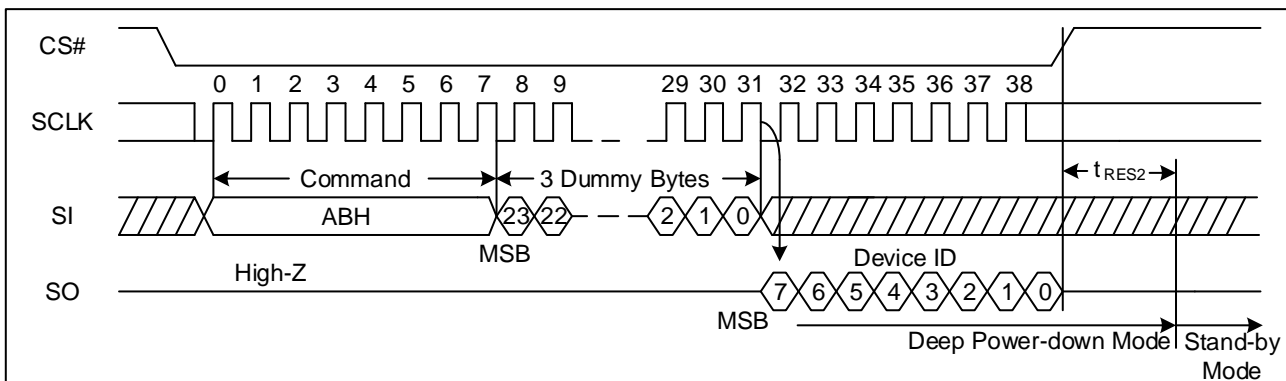 CS#
0 1 2 3 4 5 6 7 8 9 29 30 31 32 33 34 35 36 37 38
SCLK
Command 3 Dummy Bytes tRES2
SI ABH 23 22 2 1 0
MSB
High-Z Device ID
SO 7 6 5 4 3 2 1 0
MSB
Deep Power-down Mode Stand-by
Mode